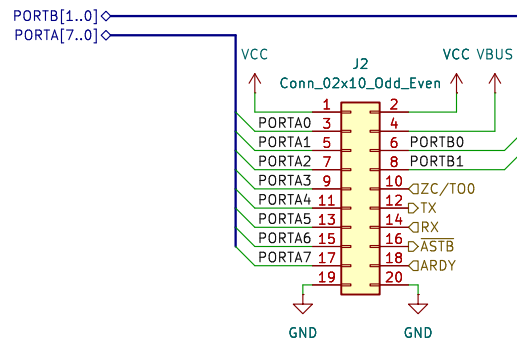 PORTB[1..0]
PORTA[7..0]
VCC
VCC
VBUS
J2
Conn_02x10_Odd_Even
1 2
PORTA0 3 4
PORTA1 5 6 PORTB0
PORTA2 7 8 PORTB1
PORTA3 9 10 ZC/TO0
PORTA4 11 12 TX
PORTA5 13 14 RX
PORTA6 15 16 ASTB
PORTA7 17 18 ARDY
19 20
GND
GND